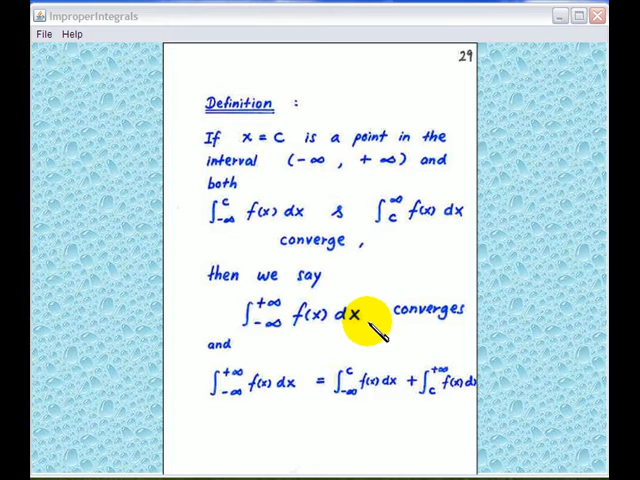 ImproperIntegrals
File Help
29
Definition :
If x = c is a point in the
interval (-∞ , +∞) and
both
∫_{-∞}^{c} f(x) dx & ∫_{c}^{∞} f(x) dx
converge ,
then we say
∫_{-∞}^{+∞} f(x) dx converges
and
∫_{-∞}^{+∞} f(x) dx = ∫_{-∞}^{c} f(x) dx + ∫_{c}^{+∞} f(x) dx